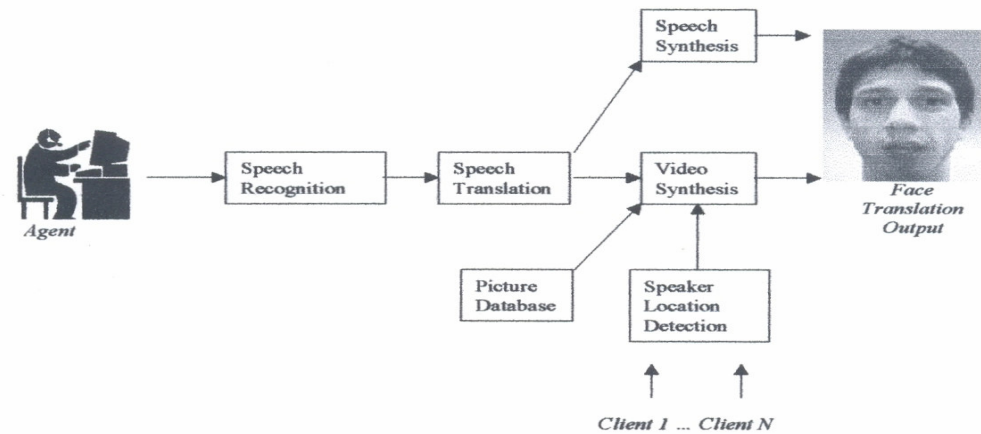 Speech
Synthesis
Speech
Recognition
Speech
Translation
Video
Synthesis
Face
Translation
Output
Agent
Picture
Database
Speaker
Location
Detection
Client 1 ... Client N